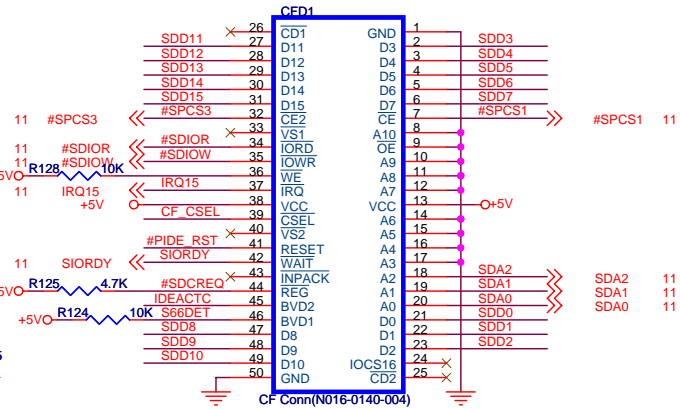 CFD1
26 CD1 GND 1
SDD11 27 D11 D3 2 SDD3
SDD12 28 D12 D4 3 SDD4
SDD13 29 D13 D5 4 SDD5
SDD14 30 D14 D6 5 SDD6
SDD15 31 D15 D7 6 SDD7
11 #SPCS3 #SPCS3 32 CE2 CE 7 #SPCS1 #SPCS1 11
33 VS1 A10 8
11 #SDIOR #SDIOR 34 IORD OE 9
11 #SDIOW #SDIOW 35 IOWR A9 10
5VO R128 10K 36 WE A8 11
11 IRQ15 IRQ15 37 IRQ A7 12
+5V 38 VCC VCC 13 +5V
CF_CSEL 39 CSEL A6 14
40 VS2 A5 15
#PIDE_RST 41 RESET A4 16
11 SIORDY SIORDY 42 WAIT A3 17
43 INPACK A2 18 SDA2 SDA2 11
5V R125 4.7K #SDCREQ 44 REG A1 19 SDA1 SDA1 11
IDEACTC 45 BVD2 A0 20 SDA0 SDA0 11
+5V R124 10K S66DET 46 BVD1 D0 21 SDD0
SDD8 47 D8 D1 22 SDD1
SDD9 48 D9 D2 23 SDD2
SDD10 49 D10 IOCS16 24
50 GND CD2 25
CF Conn(N016-0140-004)